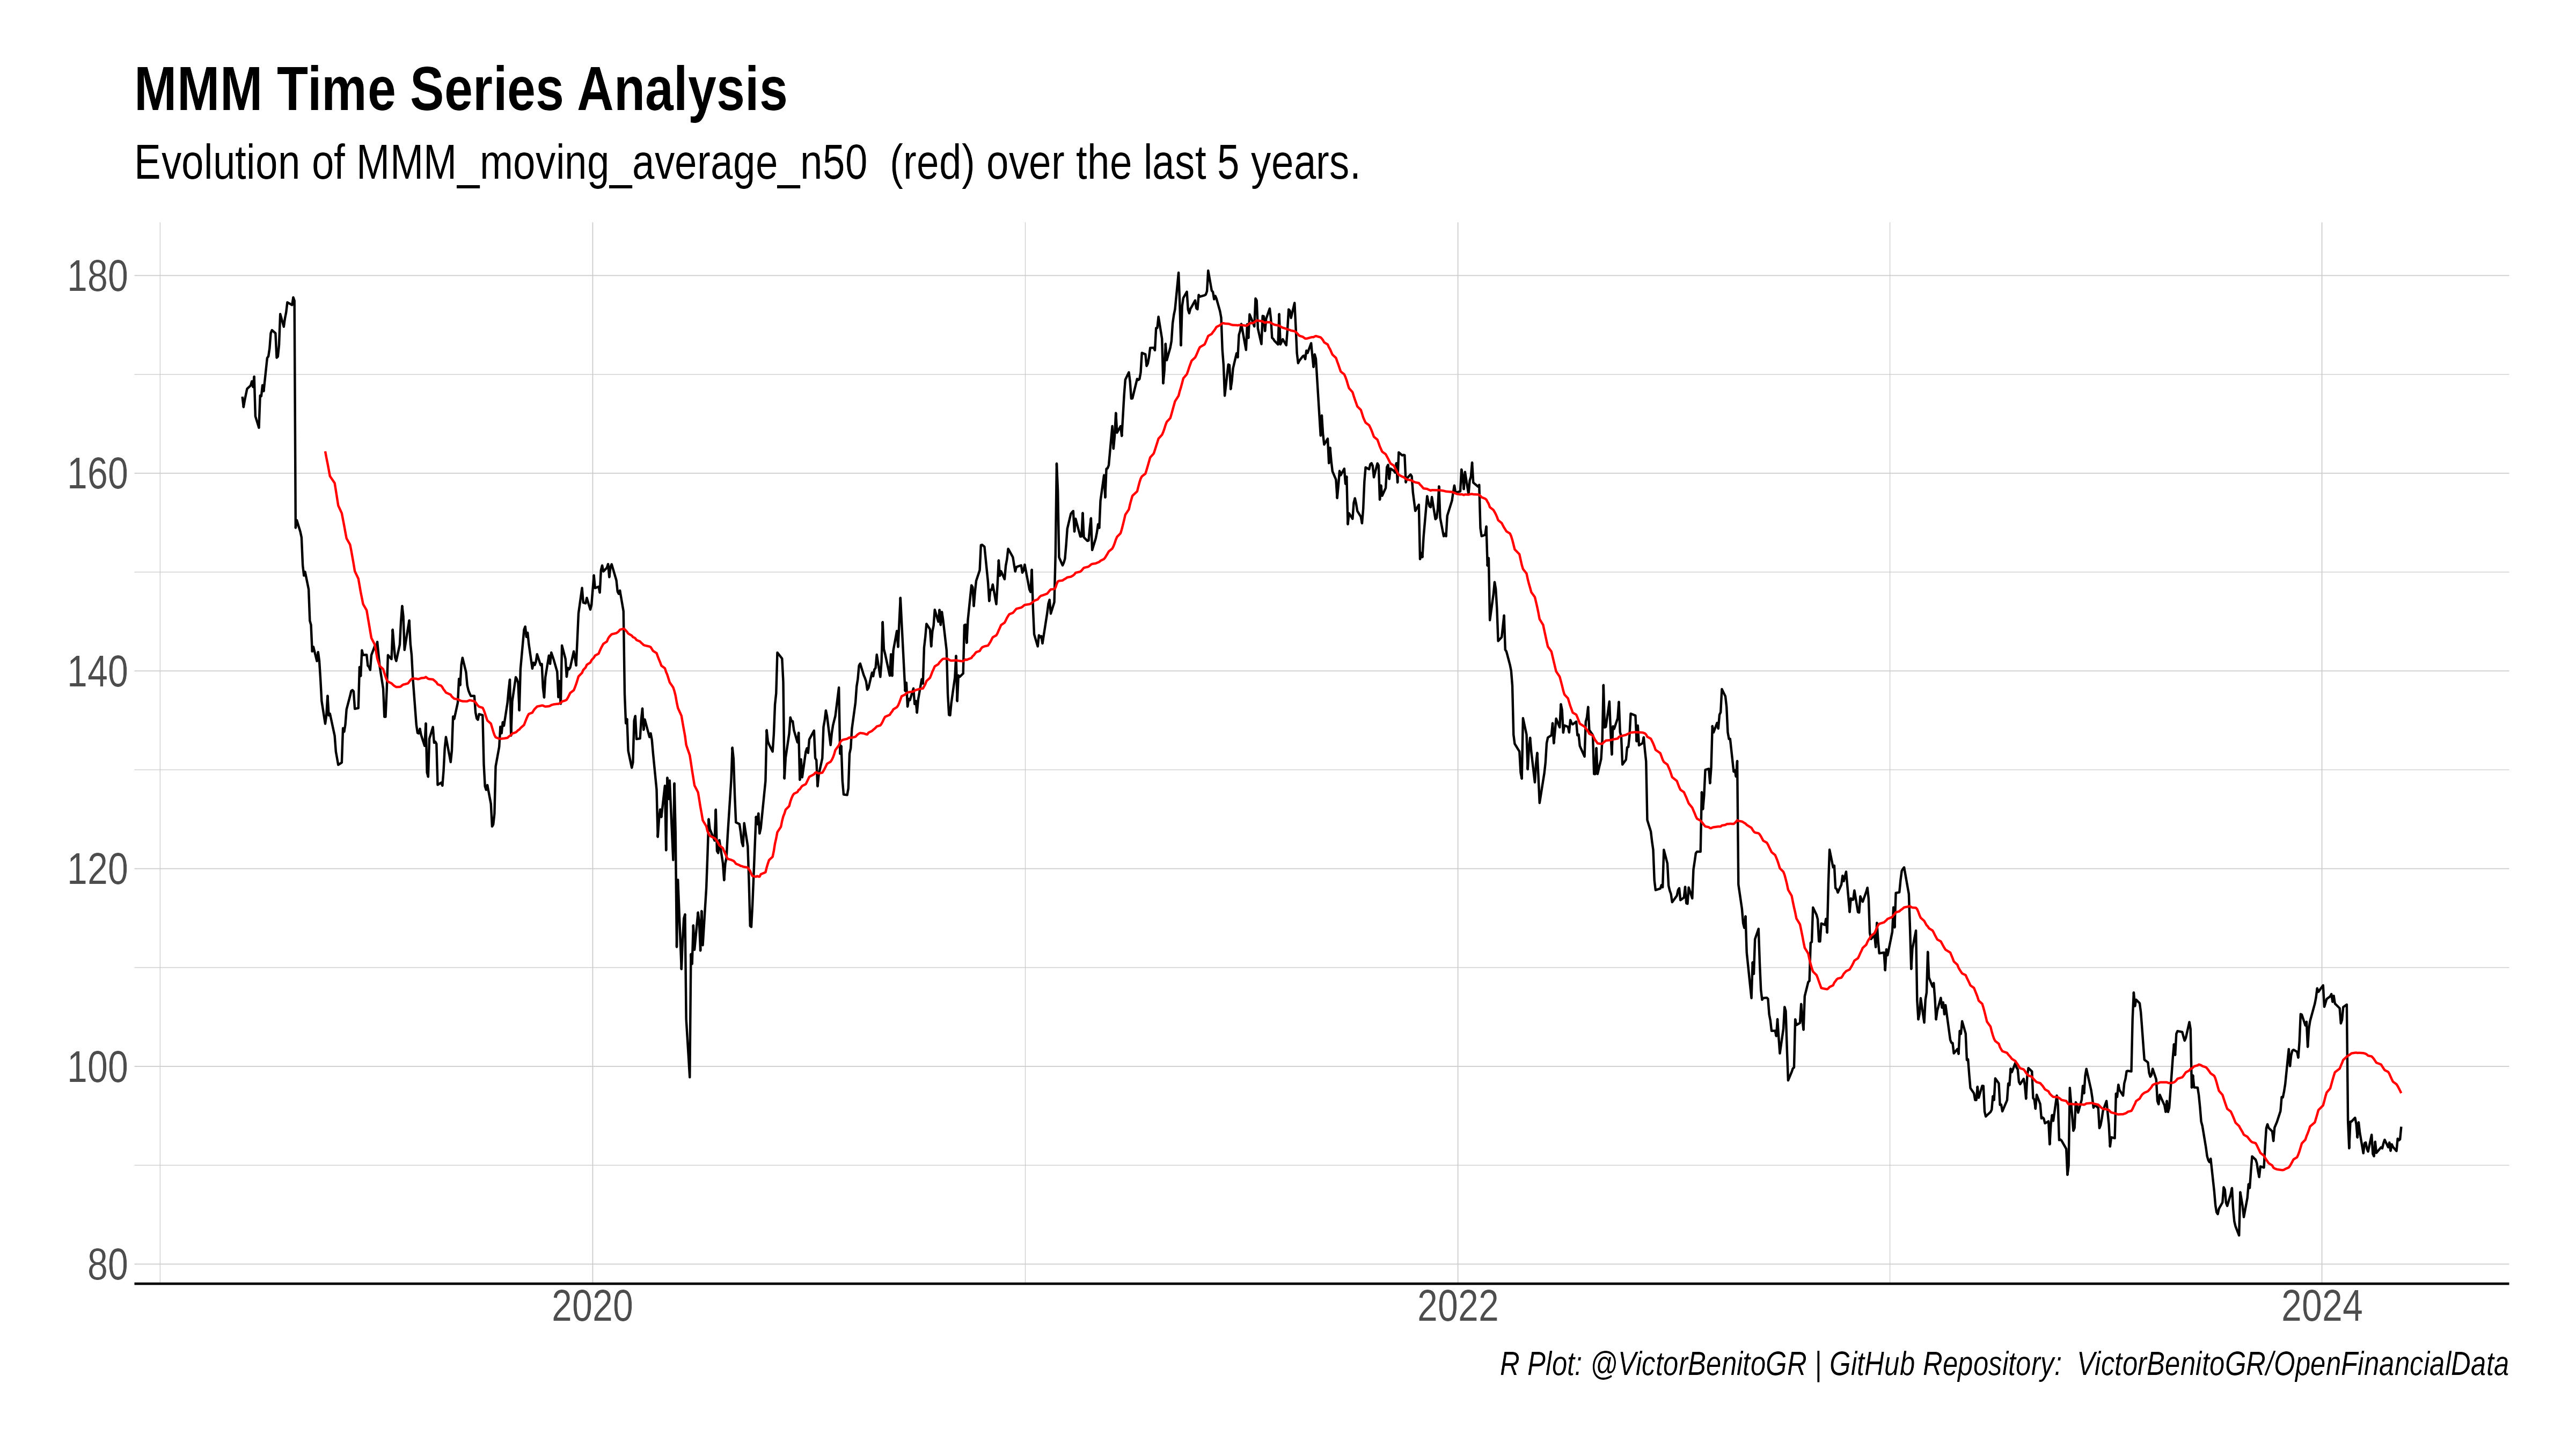 MMM Time Series Analysis
Evolution of MMM_moving_average_n50  (red) over the last 5 years.
180
160
140
120
100
80
2020 2022 2024
R Plot: @VictorBenitoGR | GitHub Repository:  VictorBenitoGR/OpenFinancialData